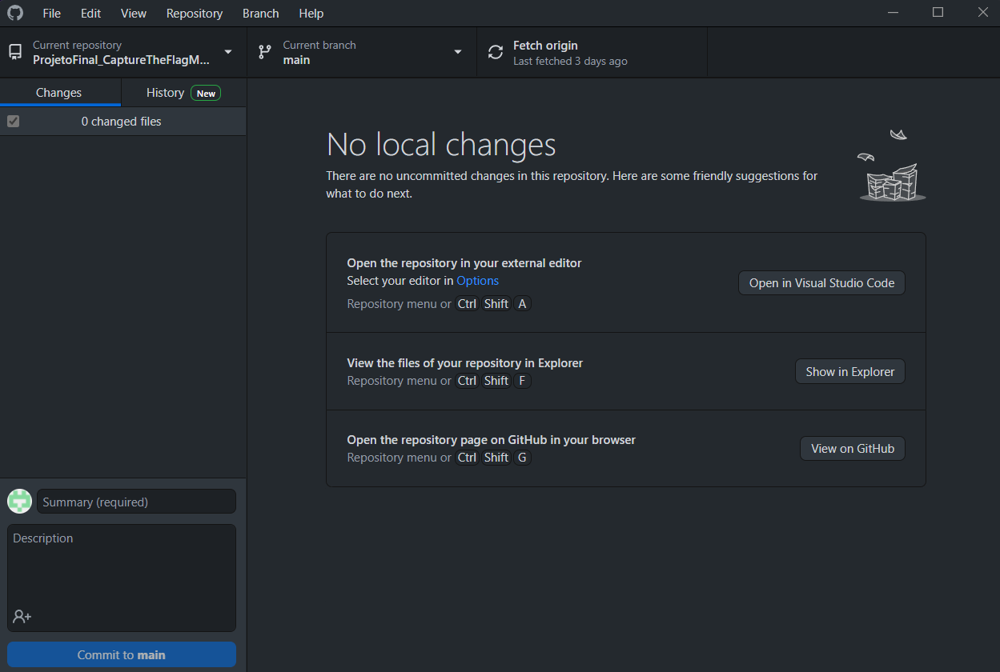 File Edit View Repository Branch Help
Current repository
ProjetoFinal_CaptureTheFlagM...
Current branch
main
Fetch origin
Last fetched 3 days ago
Changes
History New
0 changed files
No local changes
There are no uncommitted changes in this repository. Here are some friendly suggestions for
what to do next.
Open the repository in your external editor
Select your editor in Options
Repository menu or Ctrl Shift A
Open in Visual Studio Code
View the files of your repository in Explorer
Repository menu or Ctrl Shift F
Show in Explorer
Open the repository page on GitHub in your browser
Repository menu or Ctrl Shift G
View on GitHub
Summary (required)
Description
Commit to main